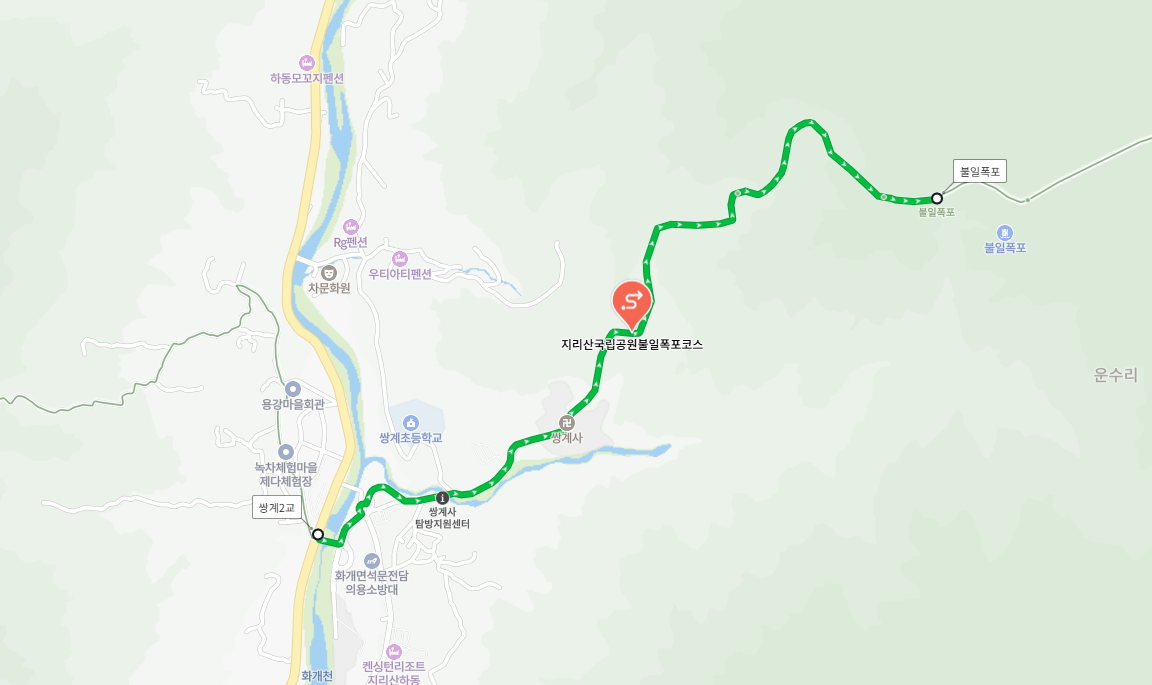 하동모꼬지펜션
불일폭포
불일폭포
Rg펜션
불일폭포
우티아티펜션
차문화원
지리산국립공원불일폭포코스
운수리
용강마을회관
쌍계초등학교
쌍계사
녹차체험마을
제다체험장
쌍계2교
쌍계사
탐방지원센터
화개면석문전담
의용소방대
켄싱턴리조트
지리산하동
화개천